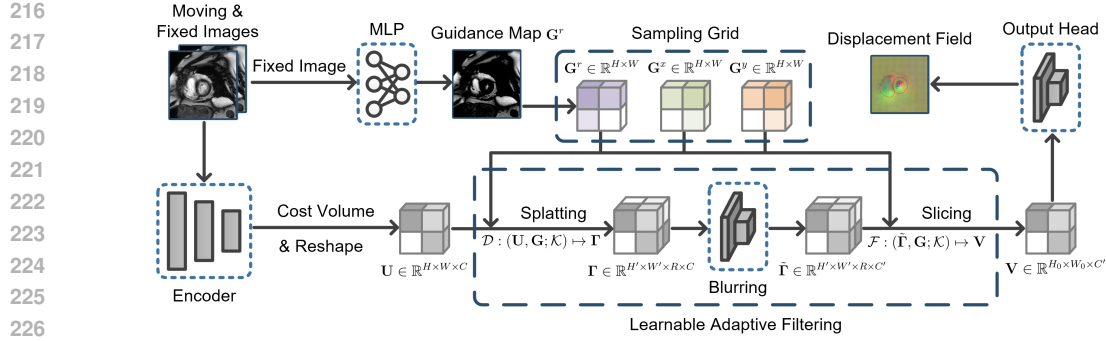 216
217
218
219
220
221
222
223
224
225
226
Moving &
Fixed Images
Fixed Image
MLP
Guidance Map G^r
Sampling Grid
G^r ∈ ℝ^{H×W} G^x ∈ ℝ^{H×W} G^y ∈ ℝ^{H×W}
Displacement Field
Output Head
Encoder
Cost Volume
& Reshape
U ∈ ℝ^{H×W×C}
Splatting
𝒟 : (U, G; 𝒦) ↦ Γ
Γ ∈ ℝ^{H′×W′×R×C}
Blurring
Γ̃ ∈ ℝ^{H′×W′×R×C′}
Slicing
ℱ : (Γ̃, G; 𝒦) ↦ V
V ∈ ℝ^{H₀×W₀×C′}
Learnable Adaptive Filtering